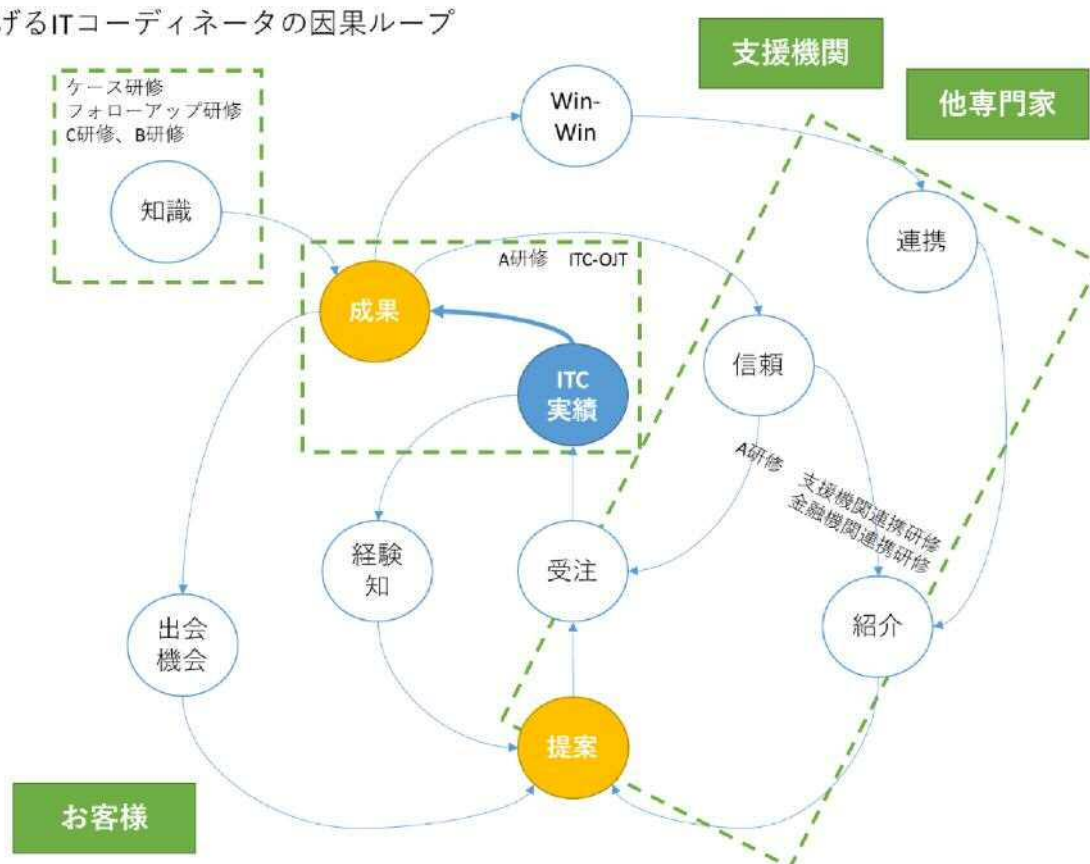 げるITコーディネータの因果ループ
支援機関
他専門家
ケース研修
フォローアップ研修
C研修、B研修
知識
Win-
Win
連携
A研修　ITC-OJT
成果
ITC
実績
信頼
A研修　支援機関連携研修
金融機関連携研修
経験
知
受注
出会
機会
紹介
提案
お客様